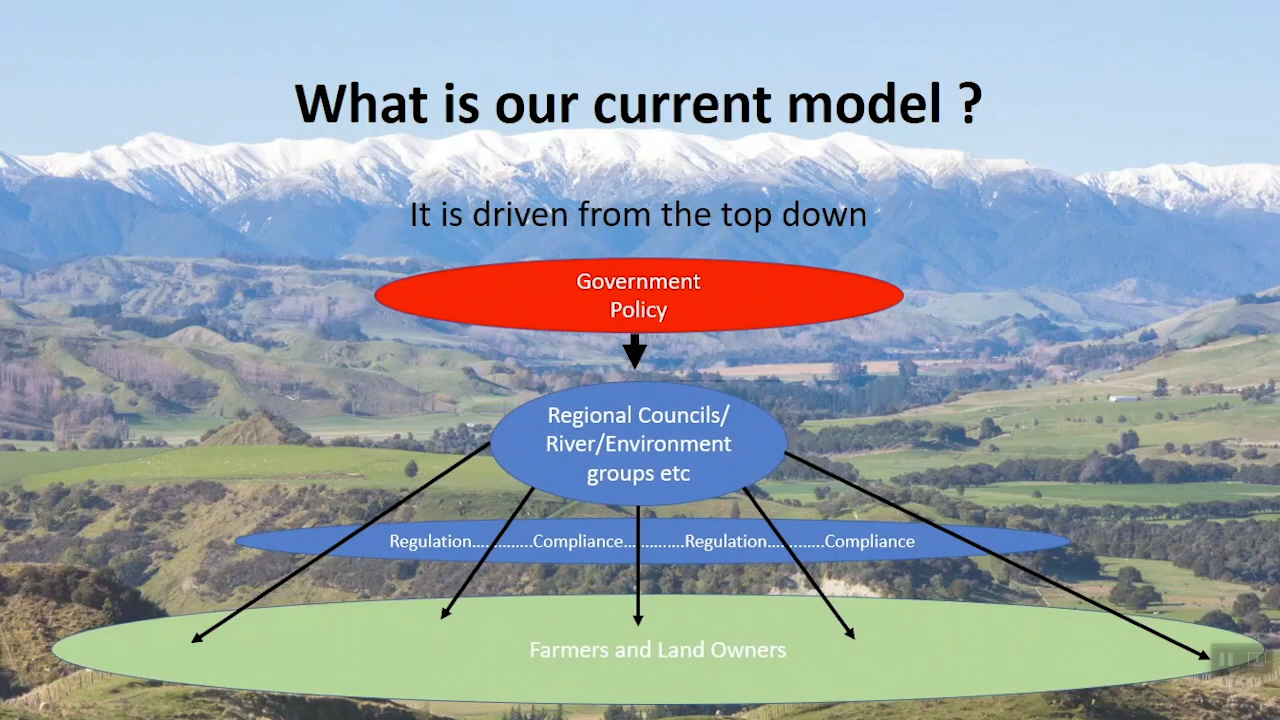 What is our current model ?
It is driven from the top down
Government
Policy
Regional Councils/
River/Environment
groups etc
Regulation.............Compliance..............Regulation.............Compliance
Farmers and Land Owners